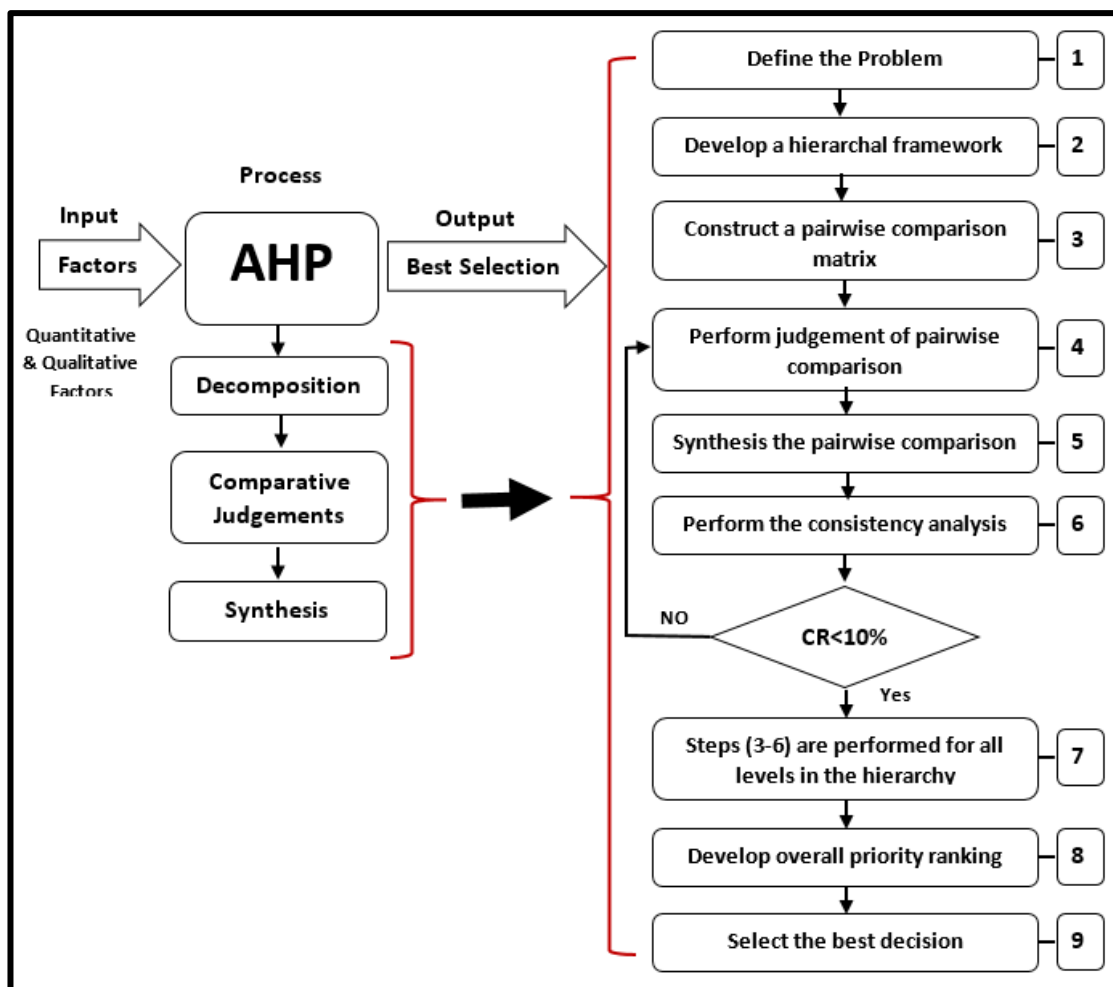 Process
Input
Factors
Quantitative
& Qualitative
Factors
AHP
Output
Best Selection
Decomposition
Comparative
Judgements
Synthesis
Define the Problem
1
Develop a hierarchal framework
2
Construct a pairwise comparison
matrix
3
Perform judgement of pairwise
comparison
4
Synthesis the pairwise comparison
5
Perform the consistency analysis
6
NO
CR<10%
Yes
Steps (3-6) are performed for all
levels in the hierarchy
7
Develop overall priority ranking
8
Select the best decision
9